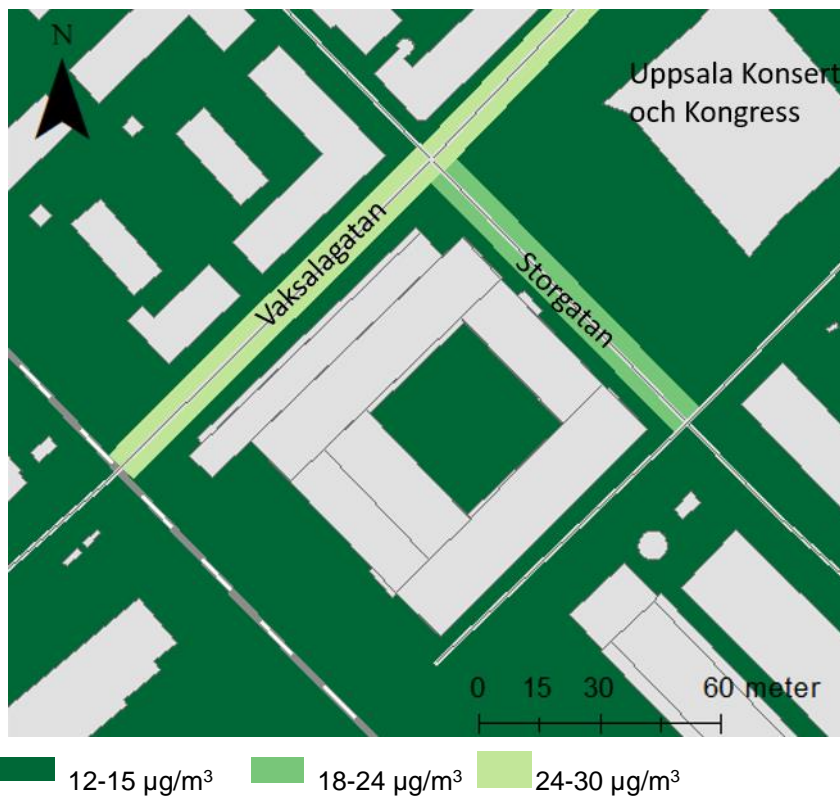 N
Uppsala Konsert
och Kongress
Vaksalagatan
Storgatan
0 15 30 60 meter
12-15 µg/m³ 18-24 µg/m³ 24-30 µg/m³